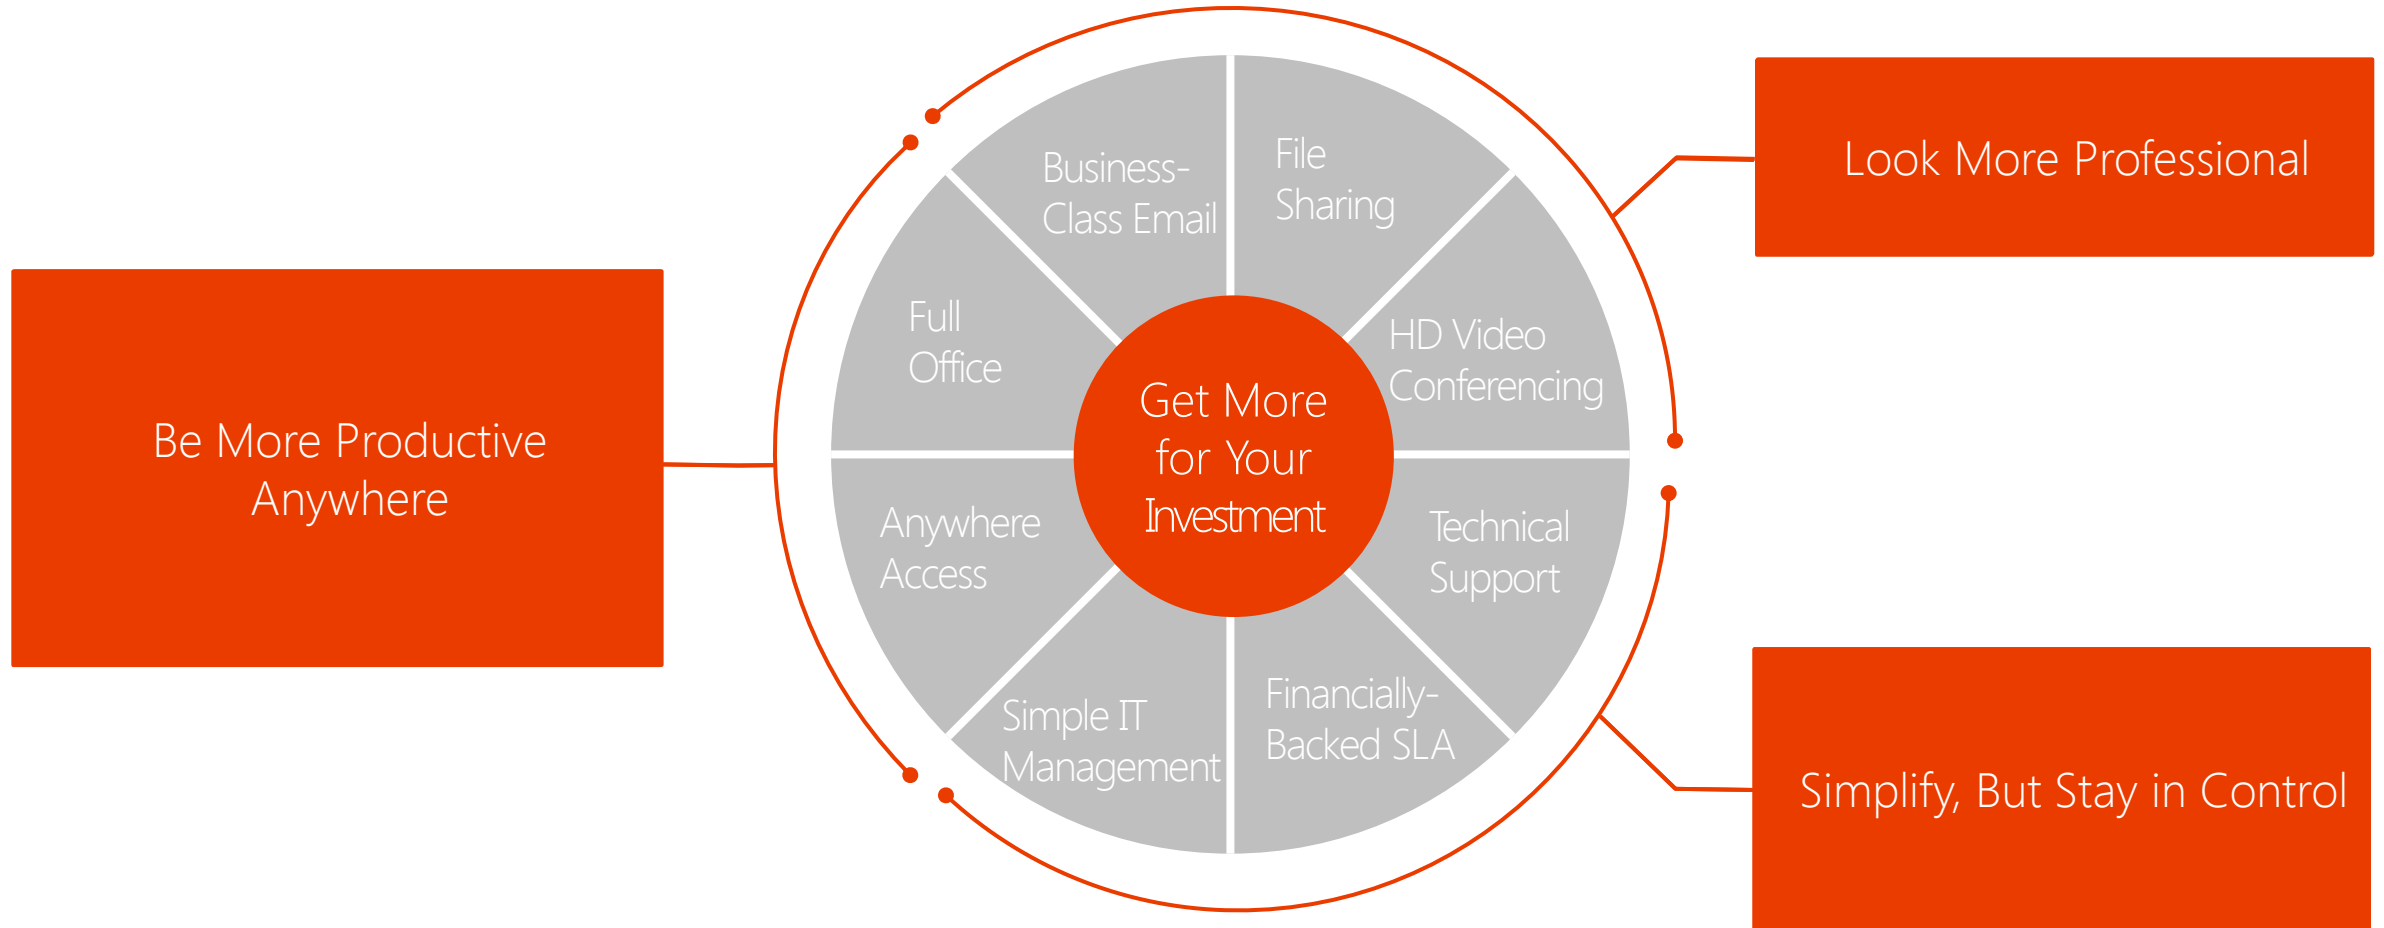 Be More Productive
Anywhere
Business-
Class Email
File
Sharing
HD Video
Conferencing
Technical
Support
Financially-
Backed SLA
Simple IT
Management
Anywhere
Access
Full
Office
Get More
for Your
Investment
Look More Professional
Simplify, But Stay in Control